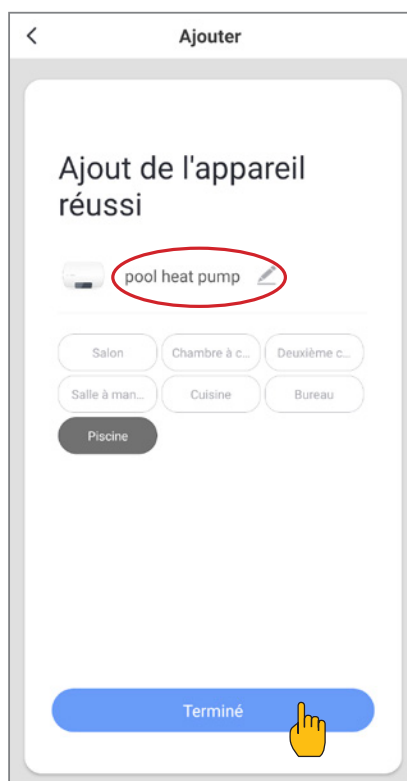 Ajouter
Ajout de l'appareil
réussi
pool heat pump
Salon
Chambre à c...
Deuxième c...
Salle à man...
Cuisine
Bureau
Piscine
Terminé